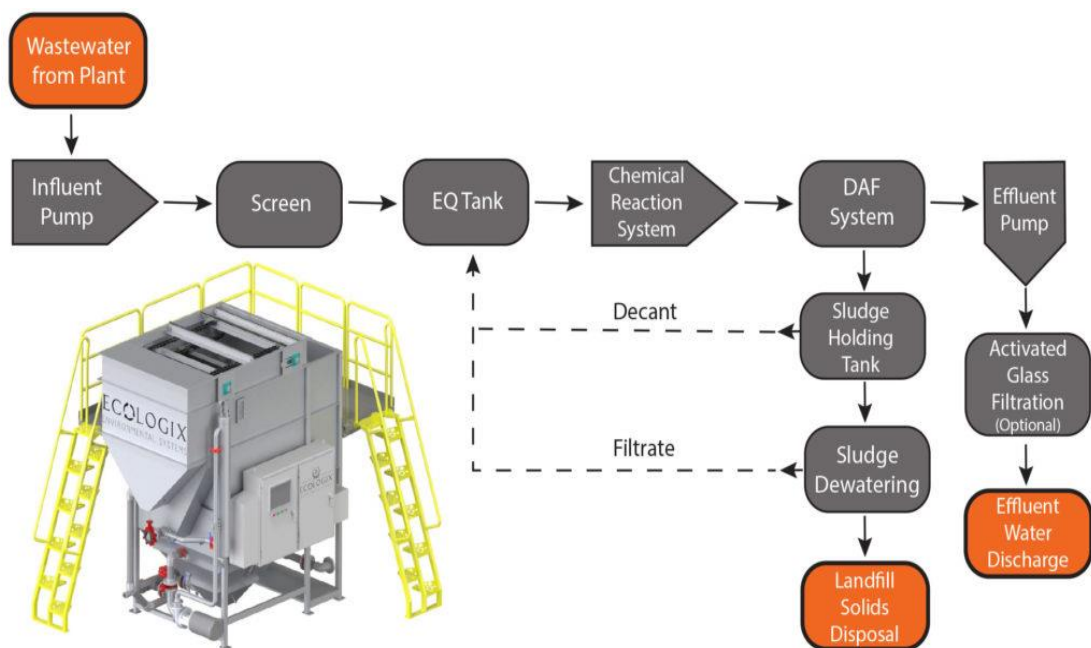 Wastewater
from Plant
Influent
Pump
Screen
EQ Tank
Chemical
Reaction
System
DAF
System
Effluent
Pump
Decant
Sludge
Holding
Tank
Activated
Glass
Filtration
(Optional)
Filtrate
Sludge
Dewatering
Effluent
Water
Discharge
Landfill
Solids
Disposal
ECOLOGIX
ENVIRONMENTAL SYSTEMS
ECOLOGIX